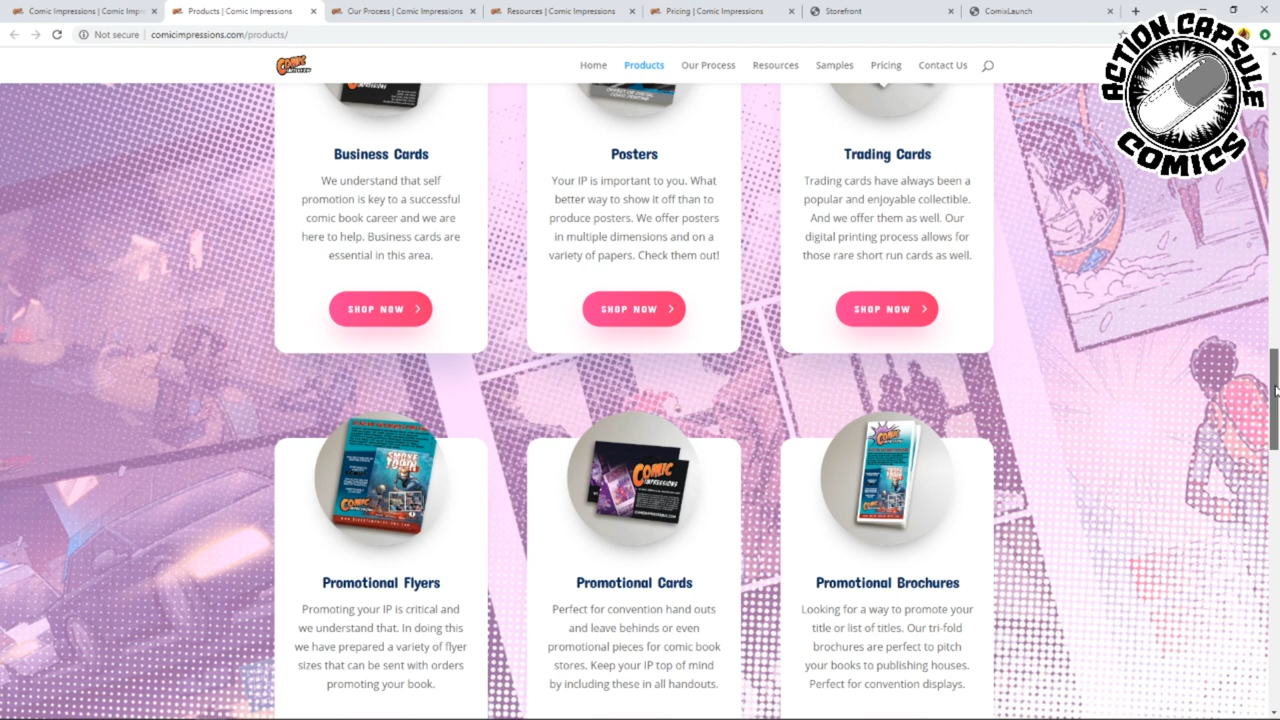 Comic Impressions | Comic Impre
Products | Comic Impressions
Our Process | Comic Impressions
Resources | Comic Impressions
Pricing | Comic Impressions
Storefront
ComixLaunch
Not secure | comicimpressions.com/products/
ACTION CAPSULE
COMICS
COMIC
Home
Products
Our Process
Resources
Samples
Pricing
Contact Us
Business Cards
We understand that self
promotion is key to a successful
comic book career and we are
here to help. Business cards are
essential in this area.
SHOP NOW
Posters
Your IP is important to you. What
better way to show it off than to
produce posters. We offer posters
in multiple dimensions and on a
variety of papers. Check them out!
SHOP NOW
Trading Cards
Trading cards have always been a
popular and enjoyable collectible.
And we offer them as well. Our
digital printing process allows for
those rare short run cards as well.
SHOP NOW
SMOKE
TOWN
COMIC
COMIC
IMPRESSIONS
COMIC
Promotional Flyers
Promoting your IP is critical and
we understand that. In doing this
we have prepared a variety of flyer
sizes that can be sent with orders
promoting your book.
Promotional Cards
Perfect for convention hand outs
and leave behinds or even
promotional pieces for comic book
stores. Keep your IP top of mind
by including these in all handouts.
Promotional Brochures
Looking for a way to promote your
title or list of titles. Our tri-fold
brochures are perfect to pitch
your books to publishing houses.
Perfect for convention displays.